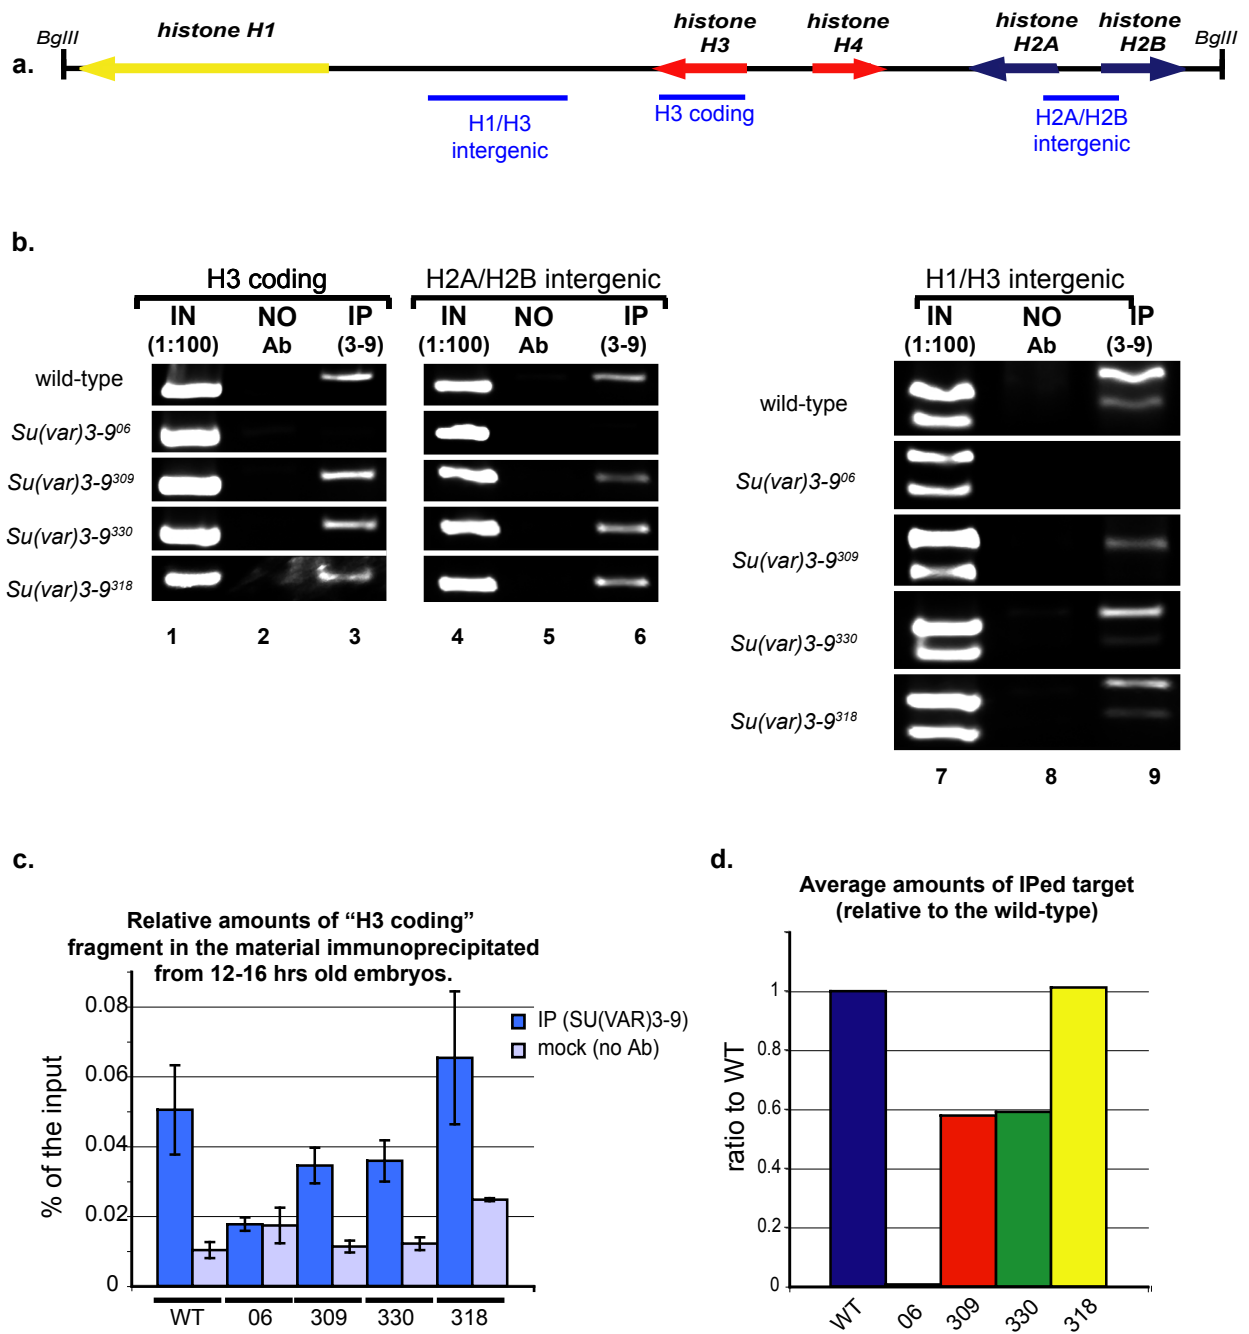 a.
BglII
histone H1
histone
H3
histone
H4
histone
H2A
histone
H2B
BglII
H1/H3
intergenic
H3 coding
H2A/H2B
intergenic
b.
H3 coding
IN
(1:100)
NO
Ab
IP
(3-9)
H2A/H2B intergenic
IN
(1:100)
NO
Ab
IP
(3-9)
wild-type
Su(var)3-9⁰⁶
Su(var)3-9³⁰⁹
Su(var)3-9³³⁰
Su(var)3-9³¹⁸
1 2 3 4 5 6
H1/H3 intergenic
IN
(1:100)
NO
Ab
IP
(3-9)
wild-type
Su(var)3-9⁰⁶
Su(var)3-9³⁰⁹
Su(var)3-9³³⁰
Su(var)3-9³¹⁸
7 8 9
c.
Relative amounts of “H3 coding”
fragment in the material immunoprecipitated
from 12-16 hrs old embryos.
% of the input
0.08
0.06
0.04
0.02
0
IP (SU(VAR)3-9)
mock (no Ab)
WT 06 309 330 318
d.
Average amounts of IPed target
(relative to the wild-type)
ratio to WT
1
0.8
0.6
0.4
0.2
0
WT 06 309 330 318